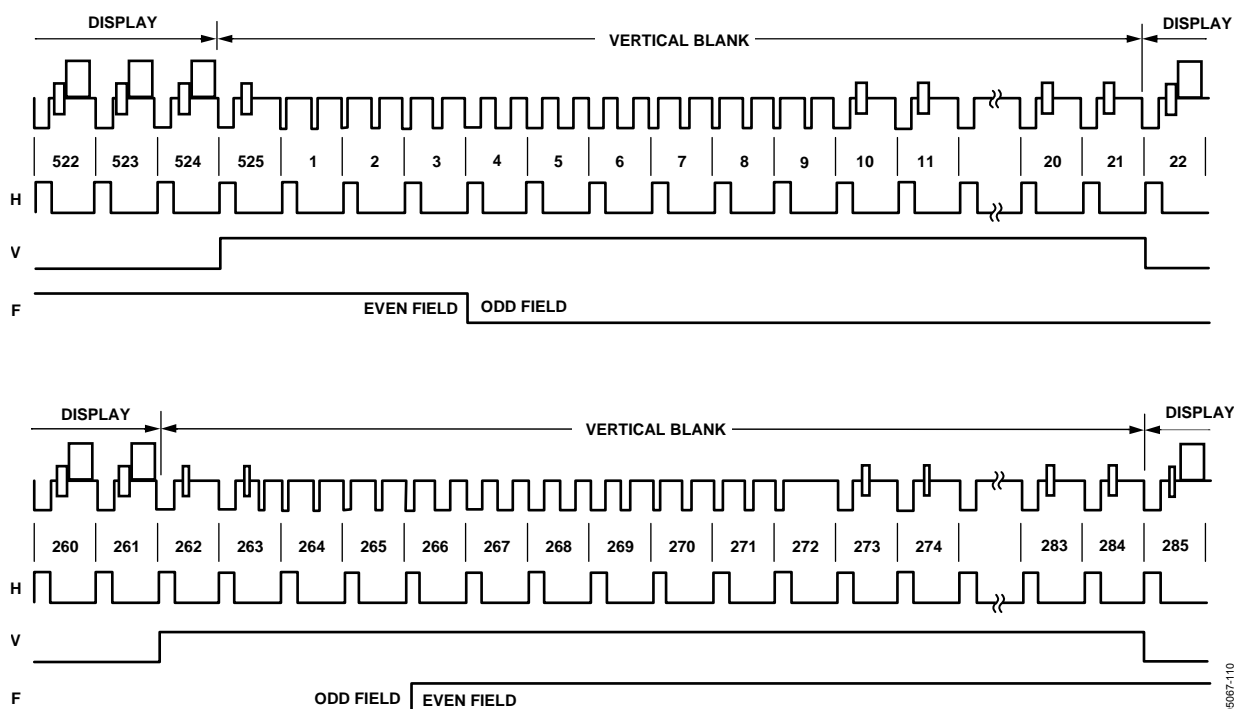 DISPLAY VERTICAL BLANK DISPLAY
522 523 524 525 1 2 3 4 5 6 7 8 9 10 11 20 21 22
H
V
F EVEN FIELD ODD FIELD
DISPLAY VERTICAL BLANK DISPLAY
260 261 262 263 264 265 266 267 268 269 270 271 272 273 274 283 284 285
H
V
F ODD FIELD EVEN FIELD
05067-110